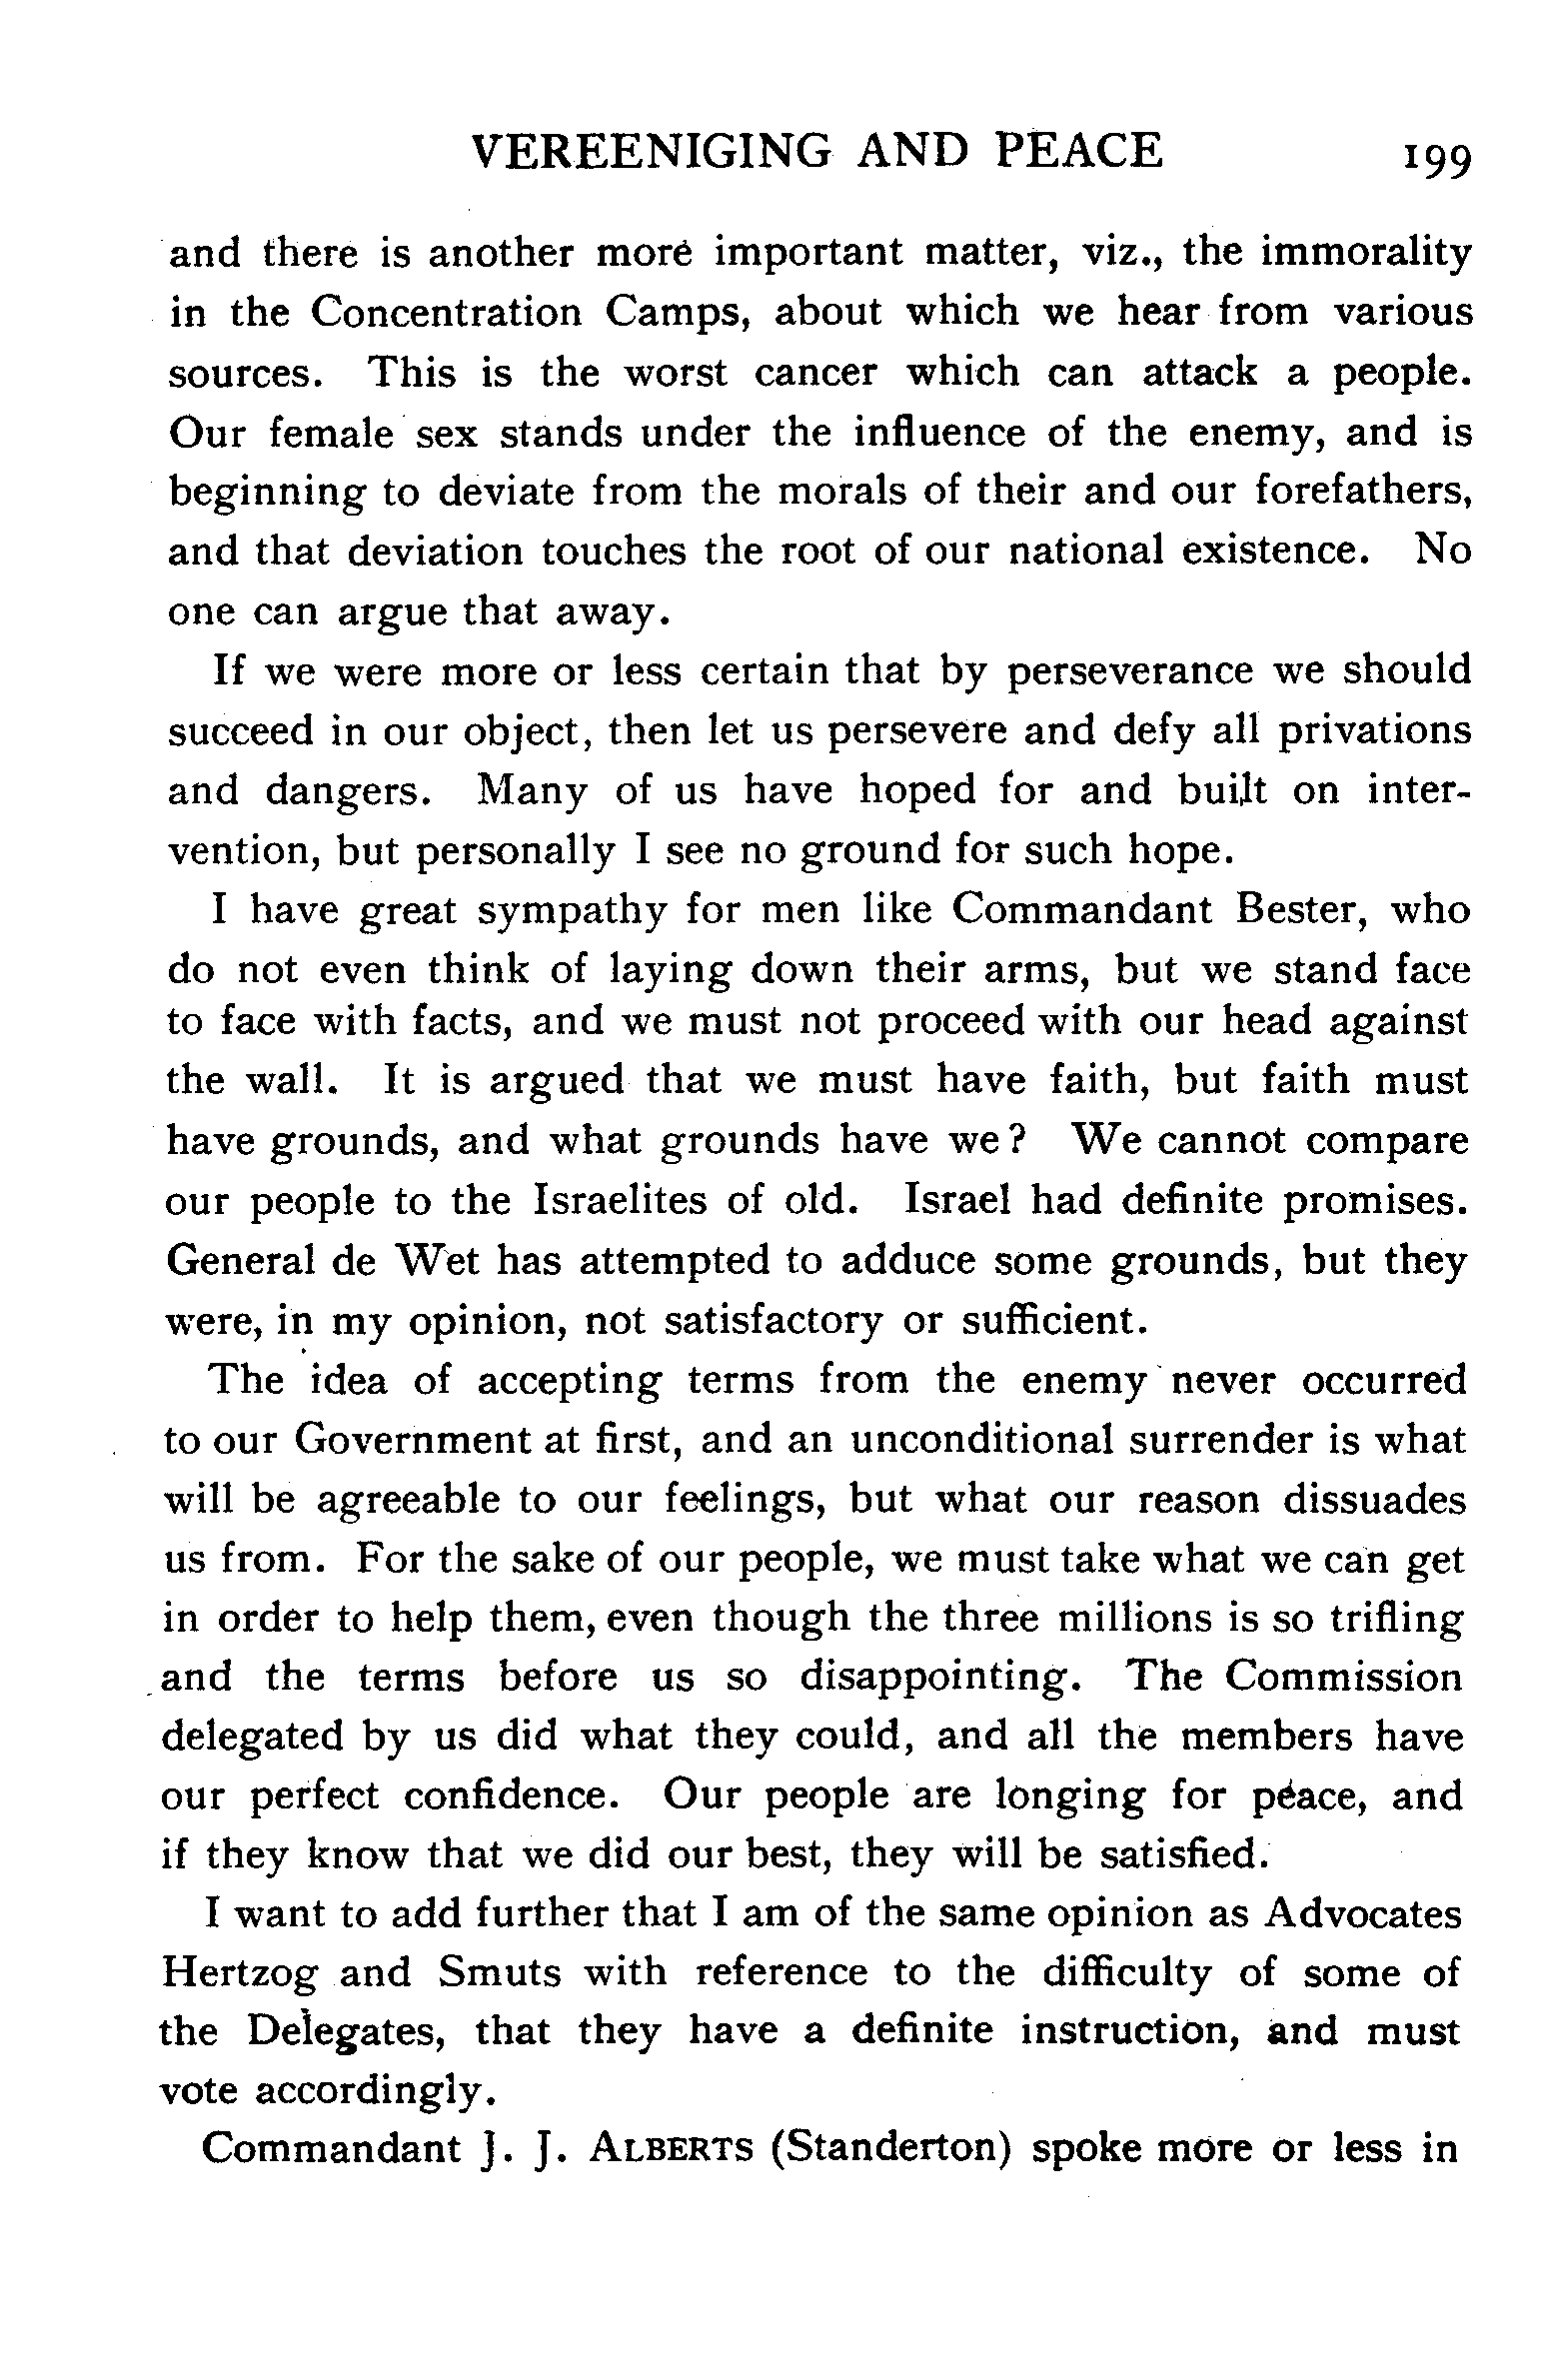 VEREENIGING AND PEACE 199
and there is another more important matter, viz., the immorality
in the Concentration Camps, about which we hear from various
sources. This is the worst cancer which can attack a people.
Our female sex stands under the influence of the enemy, and is
beginning to deviate from the morals of their and our forefathers,
and that deviation touches the root of our national existence. No
one can argue that away.
If we were more or less certain that by perseverance we should
succeed in our object, then let us persevere and defy all privations
and dangers. Many of us have hoped for and built on inter-
vention, but personally I see no ground for such hope.
I have great sympathy for men like Commandant Bester, who
do not even think of laying down their arms, but we stand face
to face with facts, and we must not proceed with our head against
the wall. It is argued that we must have faith, but faith must
have grounds, and what grounds have we? We cannot compare
our people to the Israelites of old. Israel had definite promises.
General de Wet has attempted to adduce some grounds, but they
were, in my opinion, not satisfactory or sufficient.
The idea of accepting terms from the enemy never occurred
to our Government at first, and an unconditional surrender is what
will be agreeable to our feelings, but what our reason dissuades
us from. For the sake of our people, we must take what we can get
in order to help them, even though the three millions is so trifling
and the terms before us so disappointing. The Commission
delegated by us did what they could, and all the members have
our perfect confidence. Our people are longing for peace, and
if they know that we did our best, they will be satisfied.
I want to add further that I am of the same opinion as Advocates
Hertzog and Smuts with reference to the difficulty of some of
the Delegates, that they have a definite instruction, and must
vote accordingly.
Commandant J. J. ALBERTS (Standerton) spoke more or less in